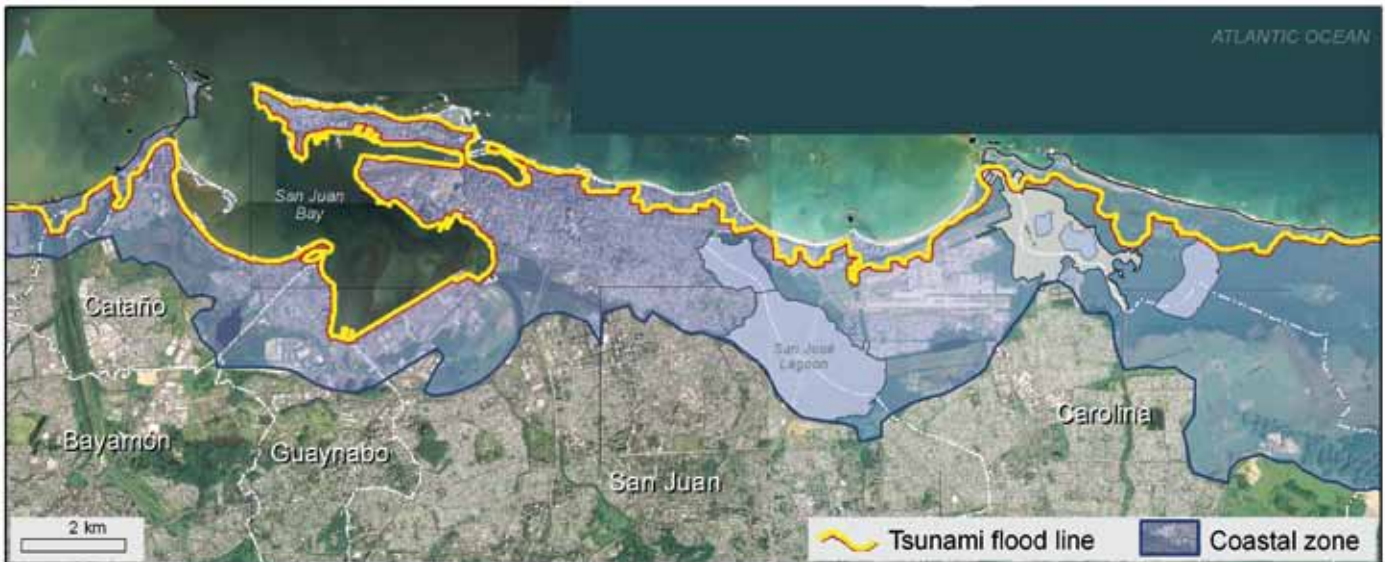 ATLANTIC OCEAN
San Juan
Bay
Cataño
San José
Lagoon
Bayamón
Guaynabo
San Juan
Carolina
2 km
Tsunami flood line
Coastal zone